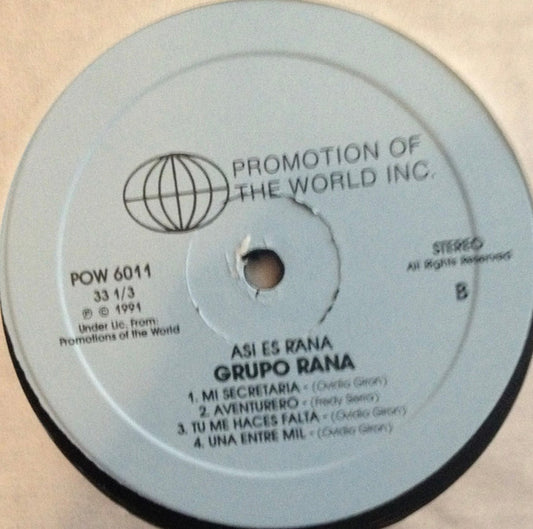 PROMOTION OF
THE WORLD INC.
POW 6011
33 1/3
℗ © 1991
Under Lic. From:
Promotions of the World
STEREO
All Rights Reserved
B
ASI ES RANA
GRUPO RANA
1. MI SECRETARIA - (Ovidio Giron)
2. AVENTURERO - (Fredy Sierra)
3. TU ME HACES FALTA - (Ovidio Giron)
4. UNA ENTRE MIL - (Ovidio Giron)